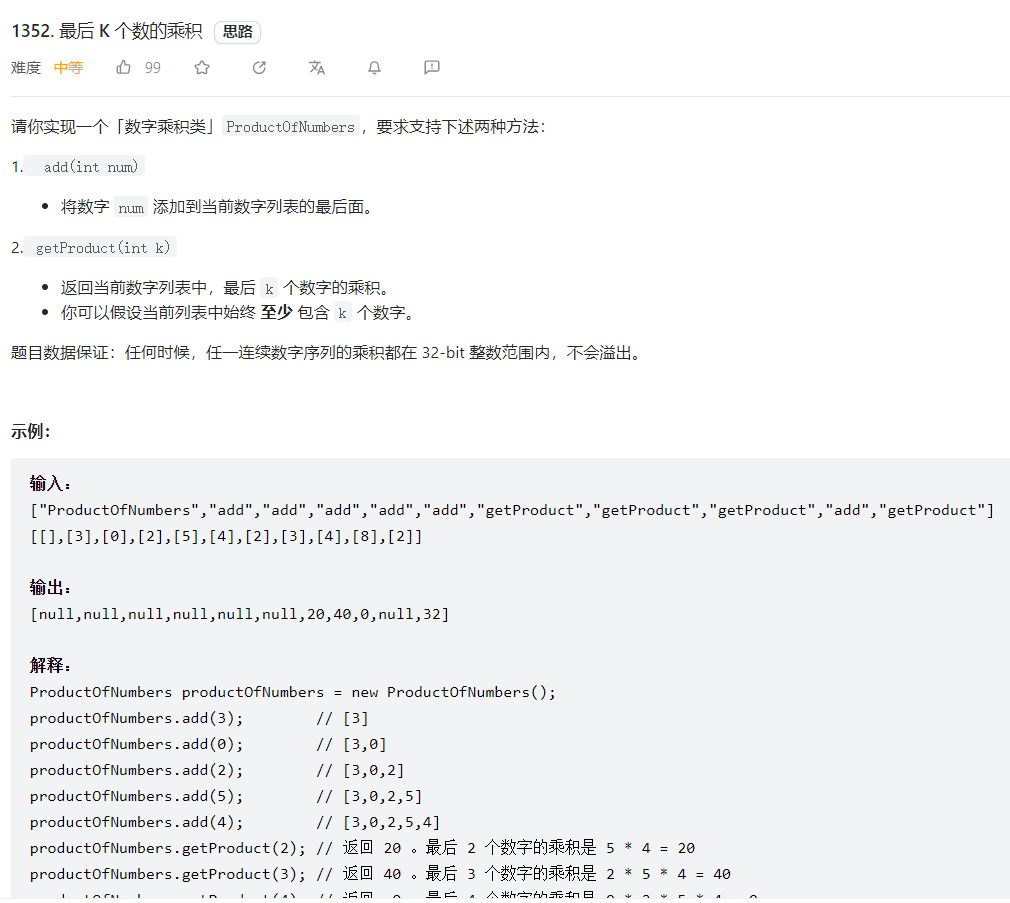 1352. 最后 K 个数的乘积 思路
难度 中等 99
请你实现一个「数字乘积类」ProductOfNumbers，要求支持下述两种方法：
1. add(int num)
• 将数字 num 添加到当前数字列表的最后面。
2. getProduct(int k)
• 返回当前数字列表中，最后 k 个数字的乘积。
• 你可以假设当前列表中始终 至少 包含 k 个数字。
题目数据保证：任何时候，任一连续数字序列的乘积都在 32-bit 整数范围内，不会溢出。
示例：
输入：
["ProductOfNumbers","add","add","add","add","add","getProduct","getProduct","getProduct","add","getProduct"]
[[],[3],[0],[2],[5],[4],[2],[3],[4],[8],[2]]
输出：
[null,null,null,null,null,null,20,40,0,null,32]
解释：
ProductOfNumbers productOfNumbers = new ProductOfNumbers();
productOfNumbers.add(3);        // [3]
productOfNumbers.add(0);        // [3,0]
productOfNumbers.add(2);        // [3,0,2]
productOfNumbers.add(5);        // [3,0,2,5]
productOfNumbers.add(4);        // [3,0,2,5,4]
productOfNumbers.getProduct(2); // 返回 20 。最后 2 个数字的乘积是 5 * 4 = 20
productOfNumbers.getProduct(3); // 返回 40 。最后 3 个数字的乘积是 2 * 5 * 4 = 40